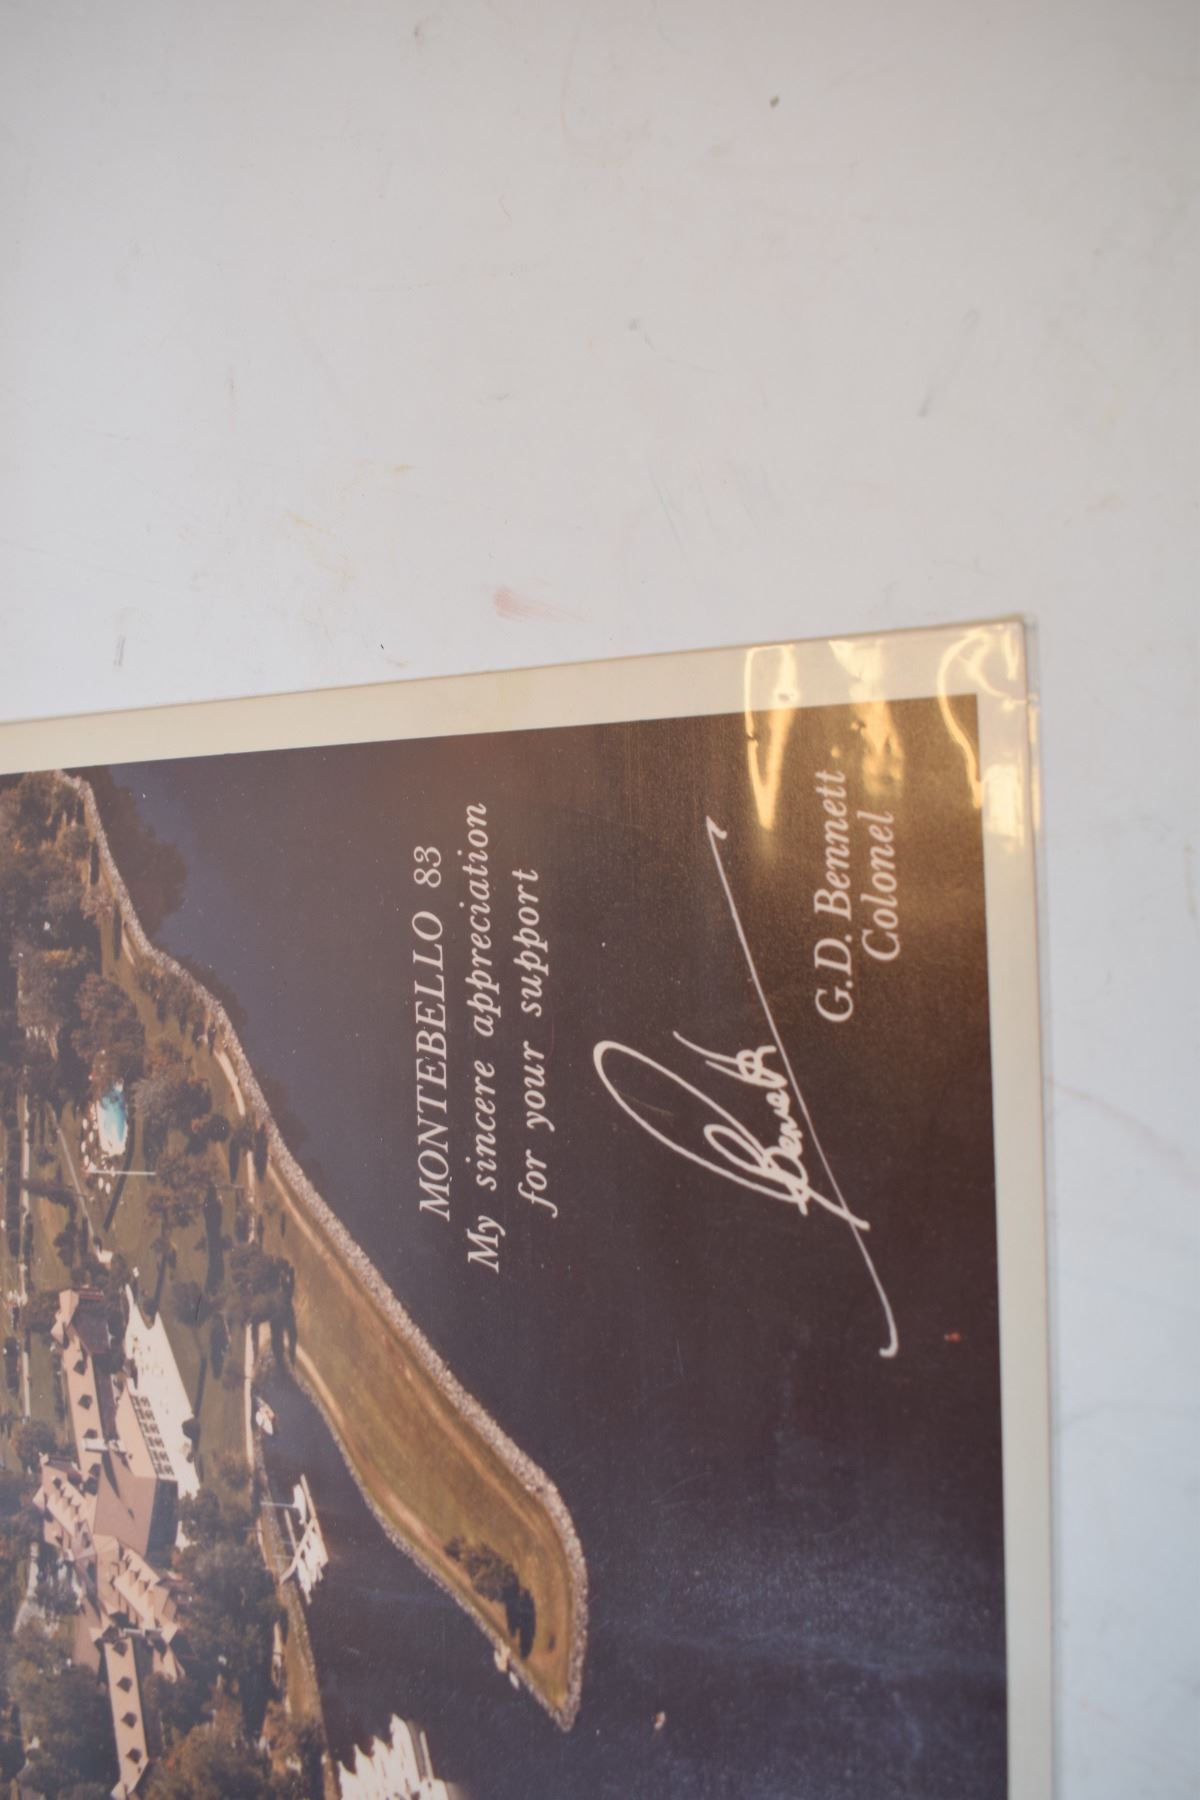 MONTEBELLO 83
My sincere appreciation
for your support
Bennett
G.D. Bennett
Colonel